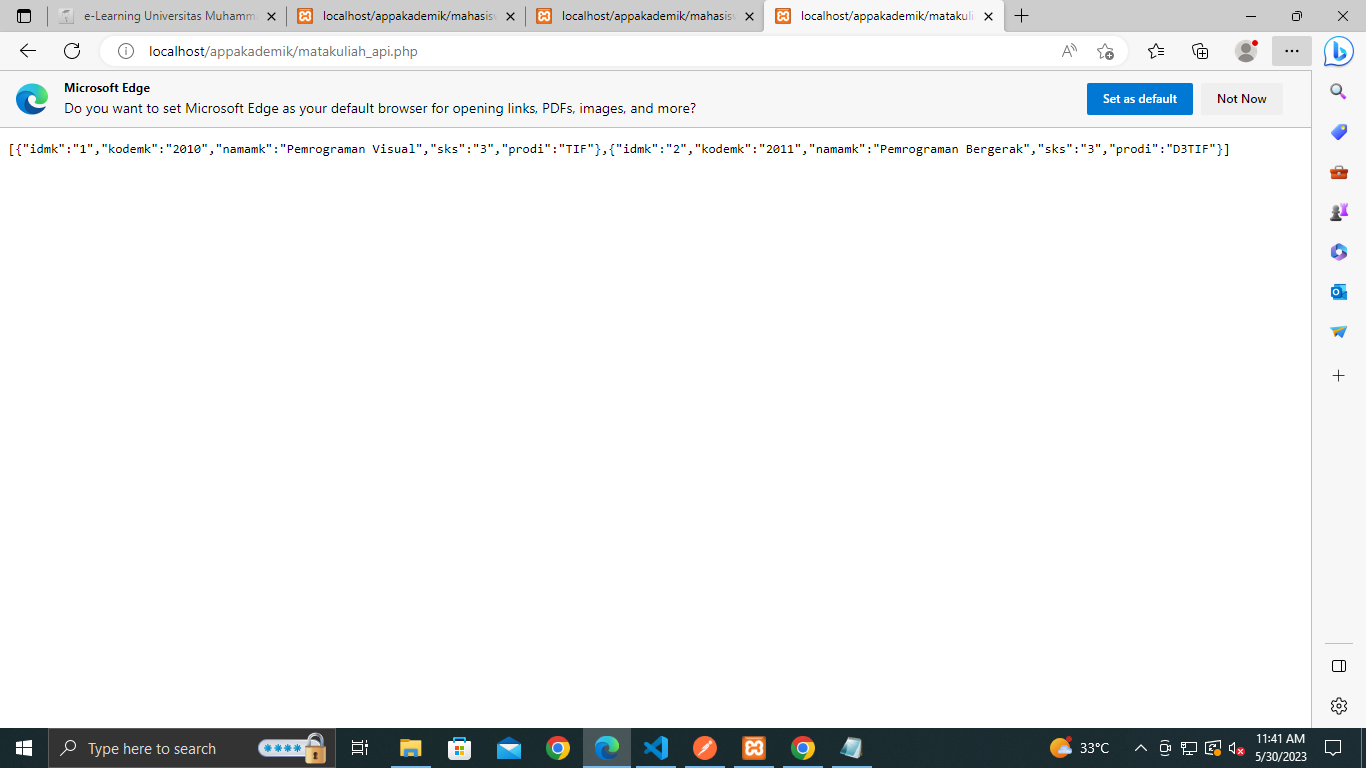 e-Learning Universitas Muhamma
localhost/appakademik/mahasisw
localhost/appakademik/mahasisw
localhost/appakademik/matakuli
localhost/appakademik/matakuliah_api.php
Microsoft Edge
Do you want to set Microsoft Edge as your default browser for opening links, PDFs, images, and more?
Set as default
Not Now
[{"idmk":"1","kodemk":"2010","namamk":"Pemrograman Visual","sks":"3","prodi":"TIF"},{"idmk":"2","kodemk":"2011","namamk":"Pemrograman Bergerak","sks":"3","prodi":"D3TIF"}]
Type here to search
33°C
11:41 AM
5/30/2023